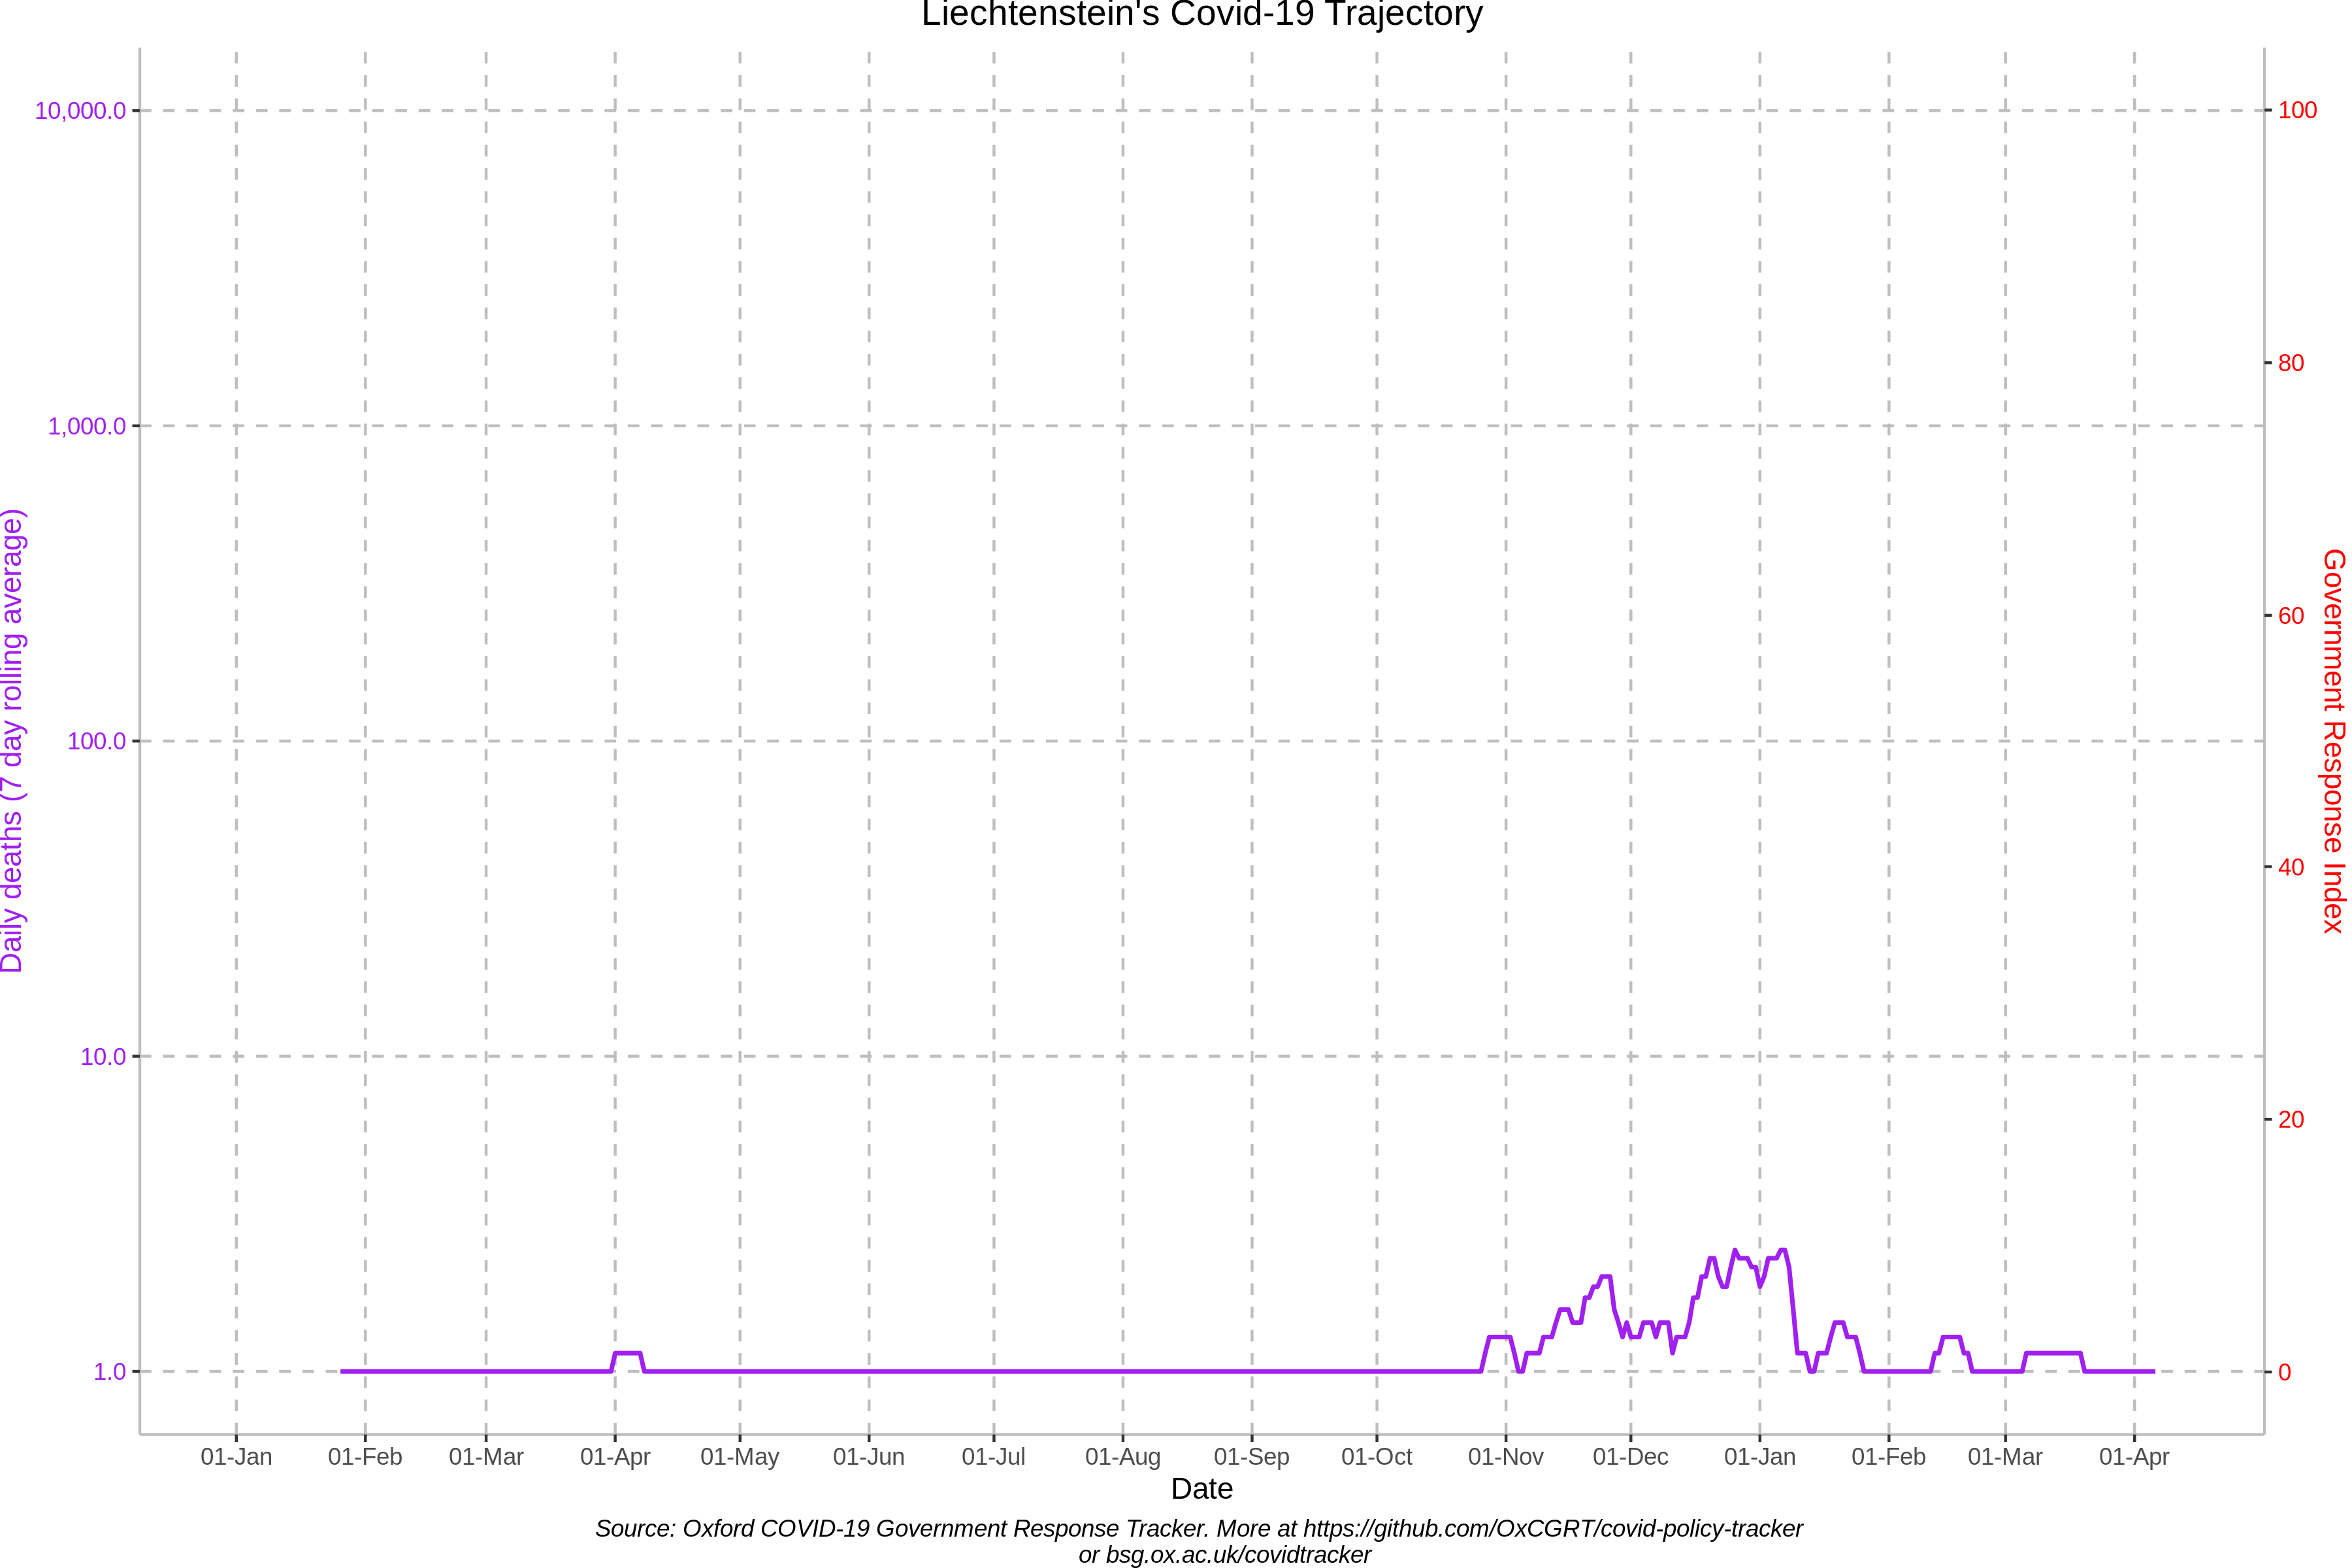 Liechtenstein's Covid-19 Trajectory
10,000.0
1,000.0
100.0
10.0
1.0
Daily deaths (7 day rolling average)
100
80
60
40
20
0
Government Response Index
01-Jan 01-Feb 01-Mar 01-Apr 01-May 01-Jun 01-Jul 01-Aug 01-Sep 01-Oct 01-Nov 01-Dec 01-Jan 01-Feb 01-Mar 01-Apr
Date
Source: Oxford COVID-19 Government Response Tracker. More at https://github.com/OxCGRT/covid-policy-tracker
or bsg.ox.ac.uk/covidtracker